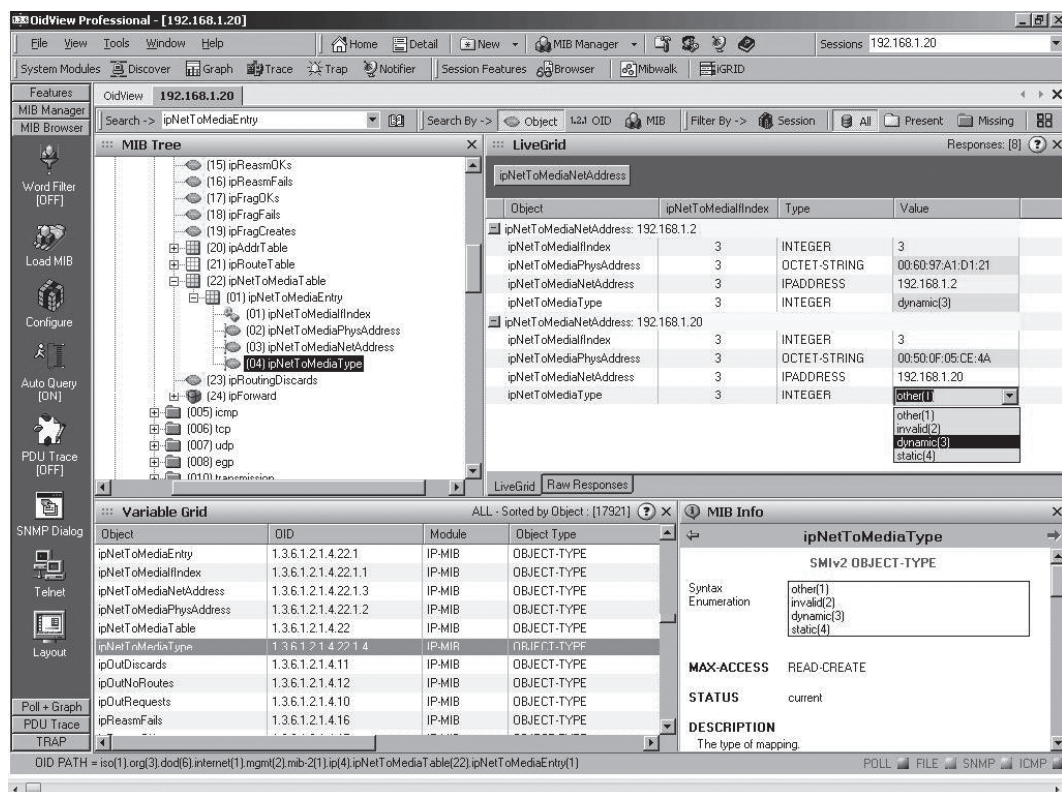 OidView Professional - [192.168.1.20]
File View Tools Window Help Home Detail New MIB Manager Sessions 192.168.1.20
System Modules Discover Graph Trace Trap Notifier Session Features Browser Mibwalk iGRID
Features
MIB Manager
MIB Browser
Word Filter
[OFF]
Load MIB
Configure
Auto Query
[ON]
PDU Trace
[OFF]
SNMP Dialog
Telnet
Layout
Poll + Graph
PDU Trace
TRAP
OidView 192.168.1.20
Search -> ipNetToMediaEntry Search By -> Object 1.2.1 OID MIB Filter By -> Session All Present Missing
MIB Tree
(15) ipReasmOKs
(16) ipReasmFails
(17) ipFragOKs
(18) ipFragFails
(19) ipFragCreates
(20) ipAddrTable
(21) ipRouteTable
(22) ipNetToMediaTable
(01) ipNetToMediaEntry
(01) ipNetToMediaIfIndex
(02) ipNetToMediaPhysAddress
(03) ipNetToMediaNetAddress
(04) ipNetToMediaType
(23) ipRoutingDiscards
(24) ipForward
(005) icmp
(006) tcp
(007) udp
(008) egp
(010) transmission
LiveGrid Responses: [8]
ipNetToMediaNetAddress
Object ipNetToMediaIfIndex Type Value
ipNetToMediaNetAddress: 192.168.1.2
ipNetToMediaIfIndex 3 INTEGER 3
ipNetToMediaPhysAddress 3 OCTET-STRING 00:60:97:A1:D1:21
ipNetToMediaNetAddress 3 IPADDRESS 192.168.1.2
ipNetToMediaType 3 INTEGER dynamic(3)
ipNetToMediaNetAddress: 192.168.1.20
ipNetToMediaIfIndex 3 INTEGER 3
ipNetToMediaPhysAddress 3 OCTET-STRING 00:50:0F:05:CE:4A
ipNetToMediaNetAddress 3 IPADDRESS 192.168.1.20
ipNetToMediaType 3 INTEGER other(1)
other(1)
invalid(2)
dynamic(3)
static(4)
LiveGrid Raw Responses
Variable Grid ALL - Sorted by Object : [17921]
Object OID Module Object Type
ipNetToMediaEntry 1.3.6.1.2.1.4.22.1 IP-MIB OBJECT-TYPE
ipNetToMediaIfIndex 1.3.6.1.2.1.4.22.1.1 IP-MIB OBJECT-TYPE
ipNetToMediaNetAddress 1.3.6.1.2.1.4.22.1.3 IP-MIB OBJECT-TYPE
ipNetToMediaPhysAddress 1.3.6.1.2.1.4.22.1.2 IP-MIB OBJECT-TYPE
ipNetToMediaTable 1.3.6.1.2.1.4.22 IP-MIB OBJECT-TYPE
ipNetToMediaType 1.3.6.1.2.1.4.22.1.4 IP-MIB OBJECT-TYPE
ipOutDiscards 1.3.6.1.2.1.4.11 IP-MIB OBJECT-TYPE
ipOutNoRoutes 1.3.6.1.2.1.4.12 IP-MIB OBJECT-TYPE
ipOutRequests 1.3.6.1.2.1.4.10 IP-MIB OBJECT-TYPE
ipReasmFails 1.3.6.1.2.1.4.16 IP-MIB OBJECT-TYPE
MIB Info
ipNetToMediaType
SMIv2 OBJECT-TYPE
Syntax
Enumeration
other(1)
invalid(2)
dynamic(3)
static(4)
MAX-ACCESS READ-CREATE
STATUS current
DESCRIPTION
The type of mapping.
OID PATH = iso(1).org(3).dod(6).internet(1).mgmt(2).mib-2(1).ip(4).ipNetToMediaTable(22).ipNetToMediaEntry(1) POLL FILE SNMP ICMP